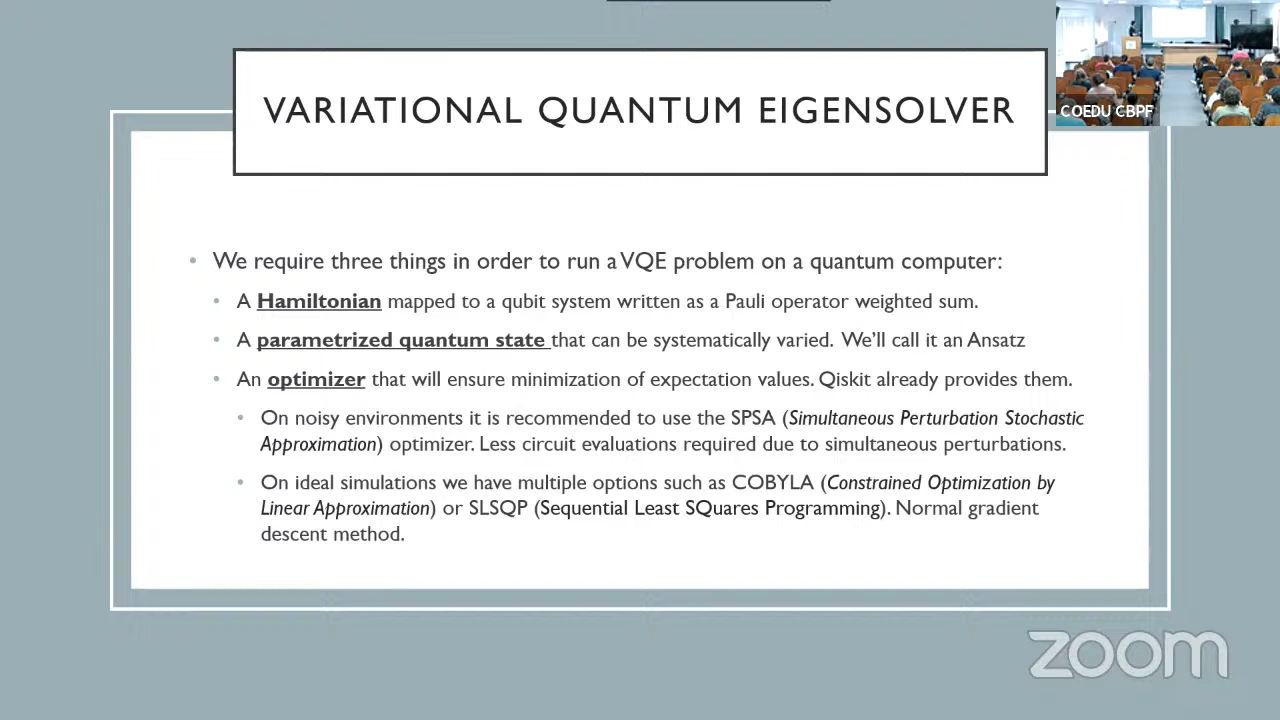 VARIATIONAL QUANTUM EIGENSOLVER
COEDU CBPF
• We require three things in order to run a VQE problem on a quantum computer:
• A Hamiltonian mapped to a qubit system written as a Pauli operator weighted sum.
• A parametrized quantum state that can be systematically varied. We'll call it an Ansatz
• An optimizer that will ensure minimization of expectation values. Qiskit already provides them.
• On noisy environments it is recommended to use the SPSA (Simultaneous Perturbation Stochastic
Approximation) optimizer. Less circuit evaluations required due to simultaneous perturbations.
• On ideal simulations we have multiple options such as COBYLA (Constrained Optimization by
Linear Approximation) or SLSQP (Sequential Least SQuares Programming). Normal gradient
descent method.
zoom